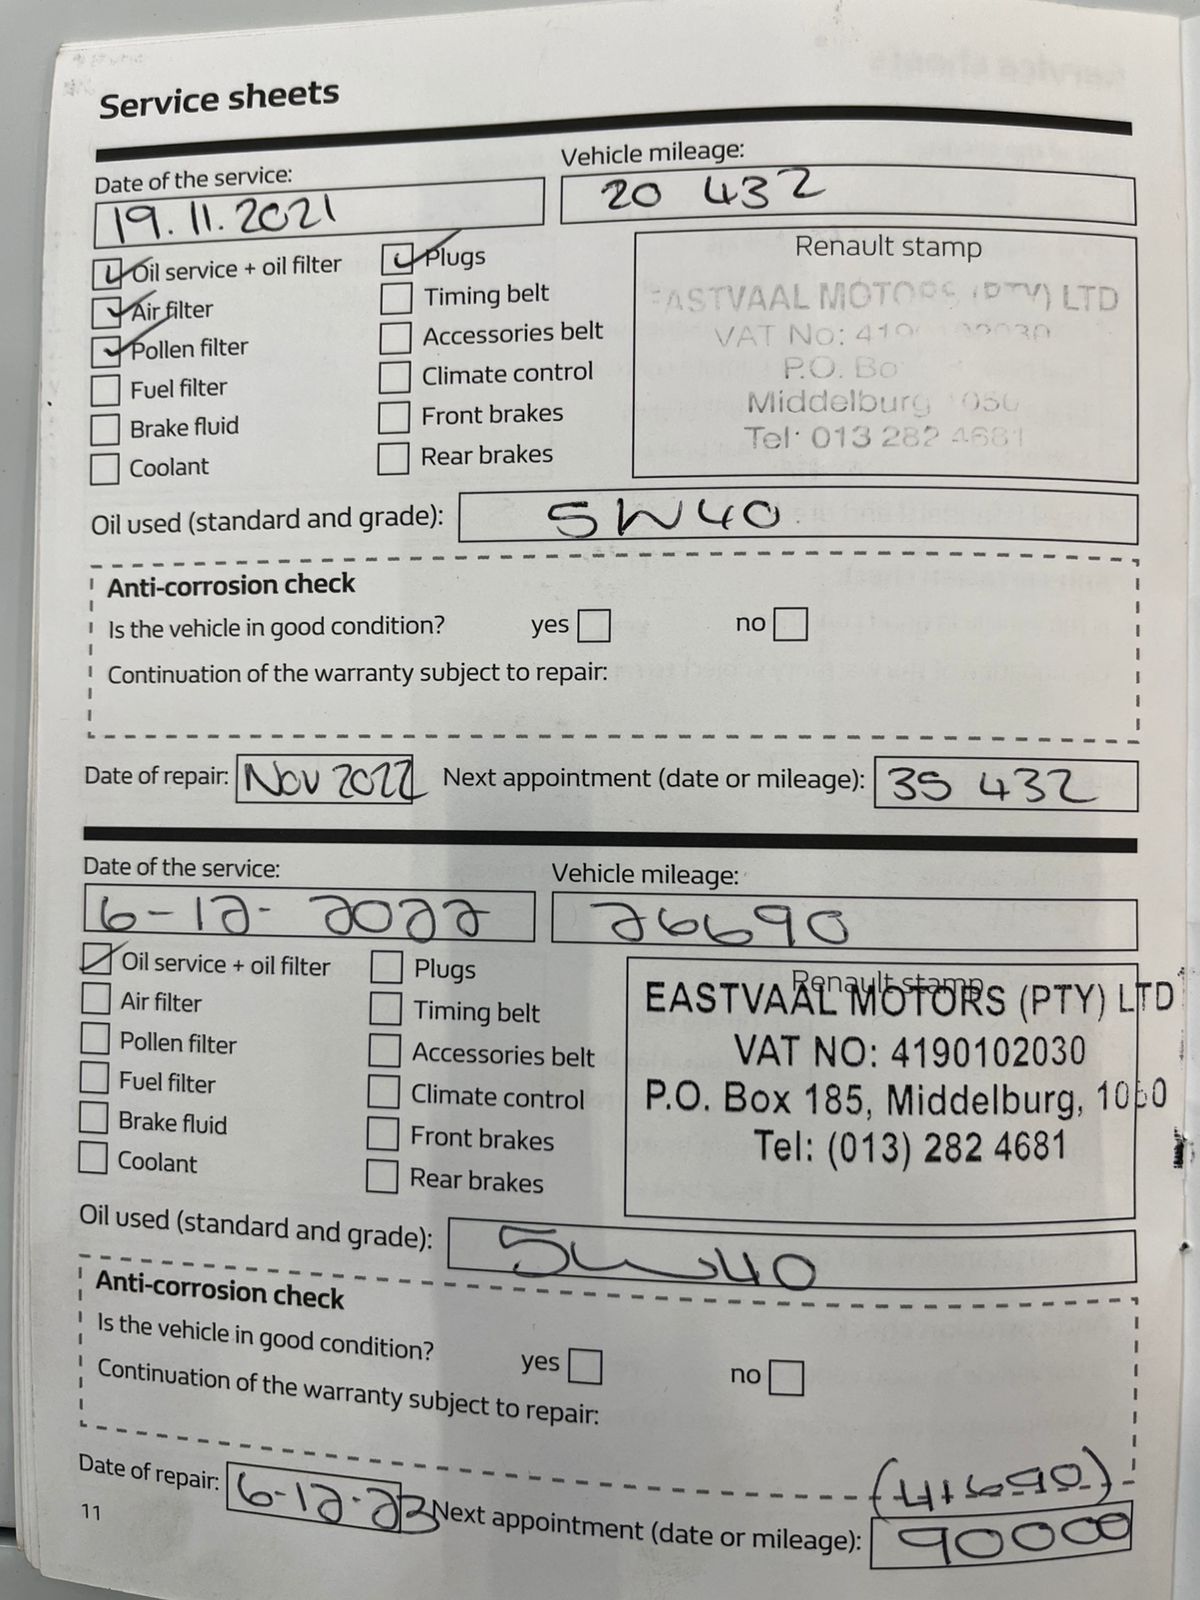 Service sheets
Date of the service:
19.11.2021
Vehicle mileage:
20 432
Oil service + oil filter
Air filter
Pollen filter
Fuel filter
Brake fluid
Coolant
Plugs
Timing belt
Accessories belt
Climate control
Front brakes
Rear brakes
Renault stamp
EASTVAAL MOTORS (PTY) LTD
VAT No:
P.O.
Middelburg
Tel: 013 282 4681
Oil used (standard and grade):
5W40
Anti-corrosion check
Is the vehicle in good condition? yes no
Continuation of the warranty subject to repair:
Date of repair: Nov 2022 Next appointment (date or mileage): 35 432
Date of the service:
6-12-2022
Vehicle mileage:
26690
Oil service + oil filter
Air filter
Pollen filter
Fuel filter
Brake fluid
Coolant
Plugs
Timing belt
Accessories belt
Climate control
Front brakes
Rear brakes
Renault stamp
EASTVAAL MOTORS (PTY) LTD
VAT NO: 4190102030
P.O. Box 185, Middelburg, 1050
Tel: (013) 282 4681
Oil used (standard and grade):
5W40
Anti-corrosion check
Is the vehicle in good condition? yes no
Continuation of the warranty subject to repair:
(41690)
Date of repair: 6-12-23 Next appointment (date or mileage): 90000
11